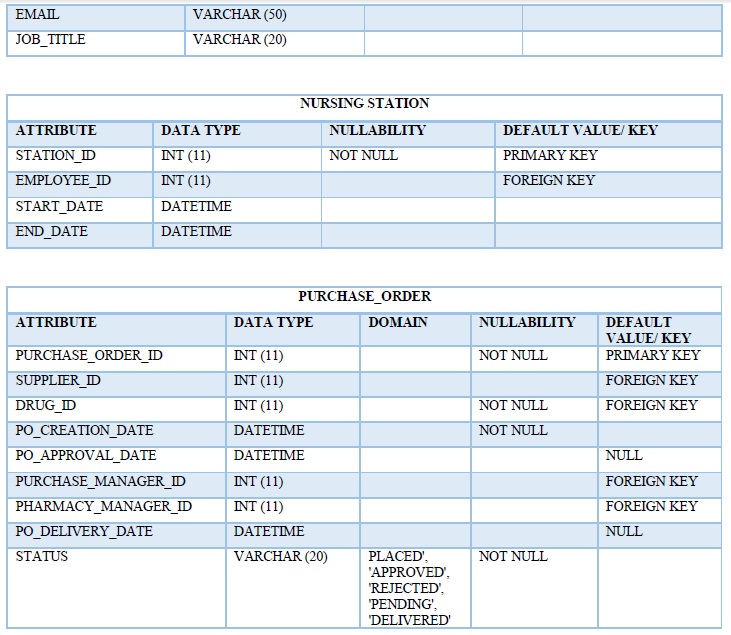 EMAIL VARCHAR (50)
JOB_TITLE VARCHAR (20)
NURSING STATION
ATTRIBUTE DATA TYPE NULLABILITY DEFAULT VALUE/ KEY
STATION_ID INT (11) NOT NULL PRIMARY KEY
EMPLOYEE_ID INT (11) FOREIGN KEY
START_DATE DATETIME
END_DATE DATETIME
PURCHASE_ORDER
ATTRIBUTE DATA TYPE DOMAIN NULLABILITY DEFAULT
VALUE/ KEY
PURCHASE_ORDER_ID INT (11) NOT NULL PRIMARY KEY
SUPPLIER_ID INT (11) FOREIGN KEY
DRUG_ID INT (11) NOT NULL FOREIGN KEY
PO_CREATION_DATE DATETIME NOT NULL
PO_APPROVAL_DATE DATETIME NULL
PURCHASE_MANAGER_ID INT (11) FOREIGN KEY
PHARMACY_MANAGER_ID INT (11) FOREIGN KEY
PO_DELIVERY_DATE DATETIME NULL
STATUS VARCHAR (20) PLACED', NOT NULL
'APPROVED',
'REJECTED',
'PENDING',
'DELIVERED'